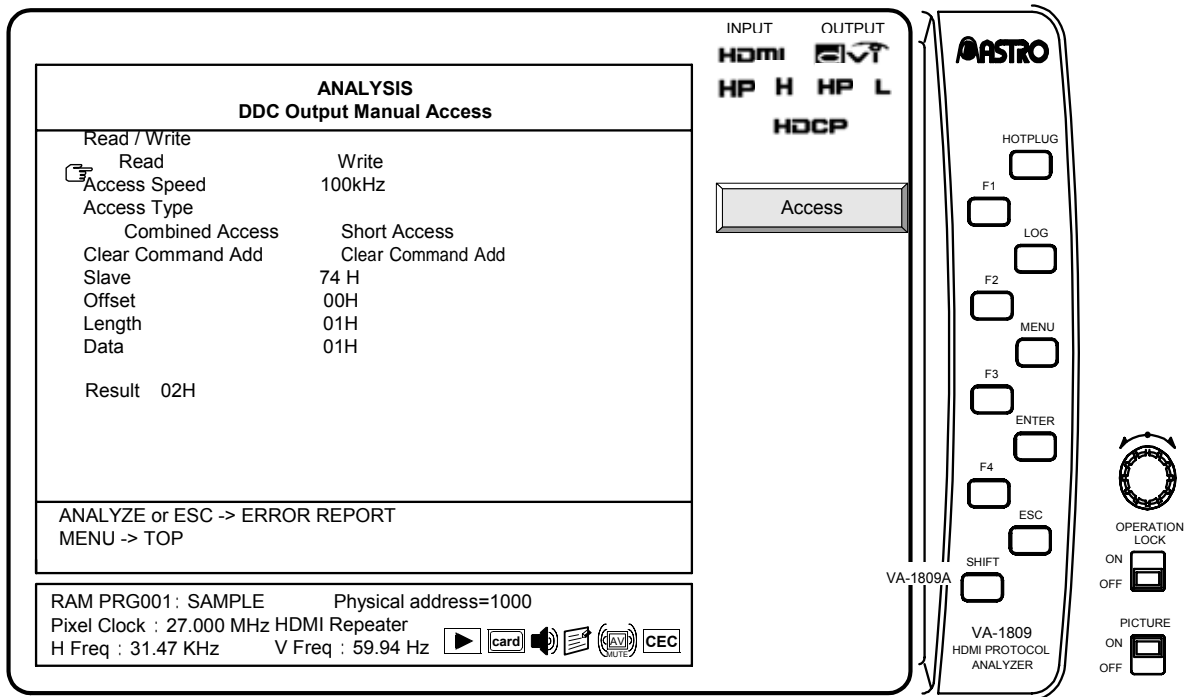 INPUT OUTPUT
HDMI DVI
HP H HP L
HDCP
ANALYSIS
DDC Output Manual Access
Read / Write
Read Write
Access Speed 100kHz
Access Type
Combined Access Short Access
Clear Command Add Clear Command Add
Slave 74 H
Offset 00H
Length 01H
Data 01H
Result 02H
ANALYZE or ESC -> ERROR REPORT
MENU -> TOP
RAM PRG001 : SAMPLE Physical address=1000
Pixel Clock : 27.000 MHz HDMI Repeater
H Freq : 31.47 KHz V Freq : 59.94 Hz card AV MUTE CEC
Access
ASTRO
HOTPLUG
F1
LOG
F2
MENU
F3
ENTER
F4
ESC
SHIFT
VA-1809A
VA-1809
HDMI PROTOCOL
ANALYZER
OPERATION
LOCK
ON
OFF
PICTURE
ON
OFF